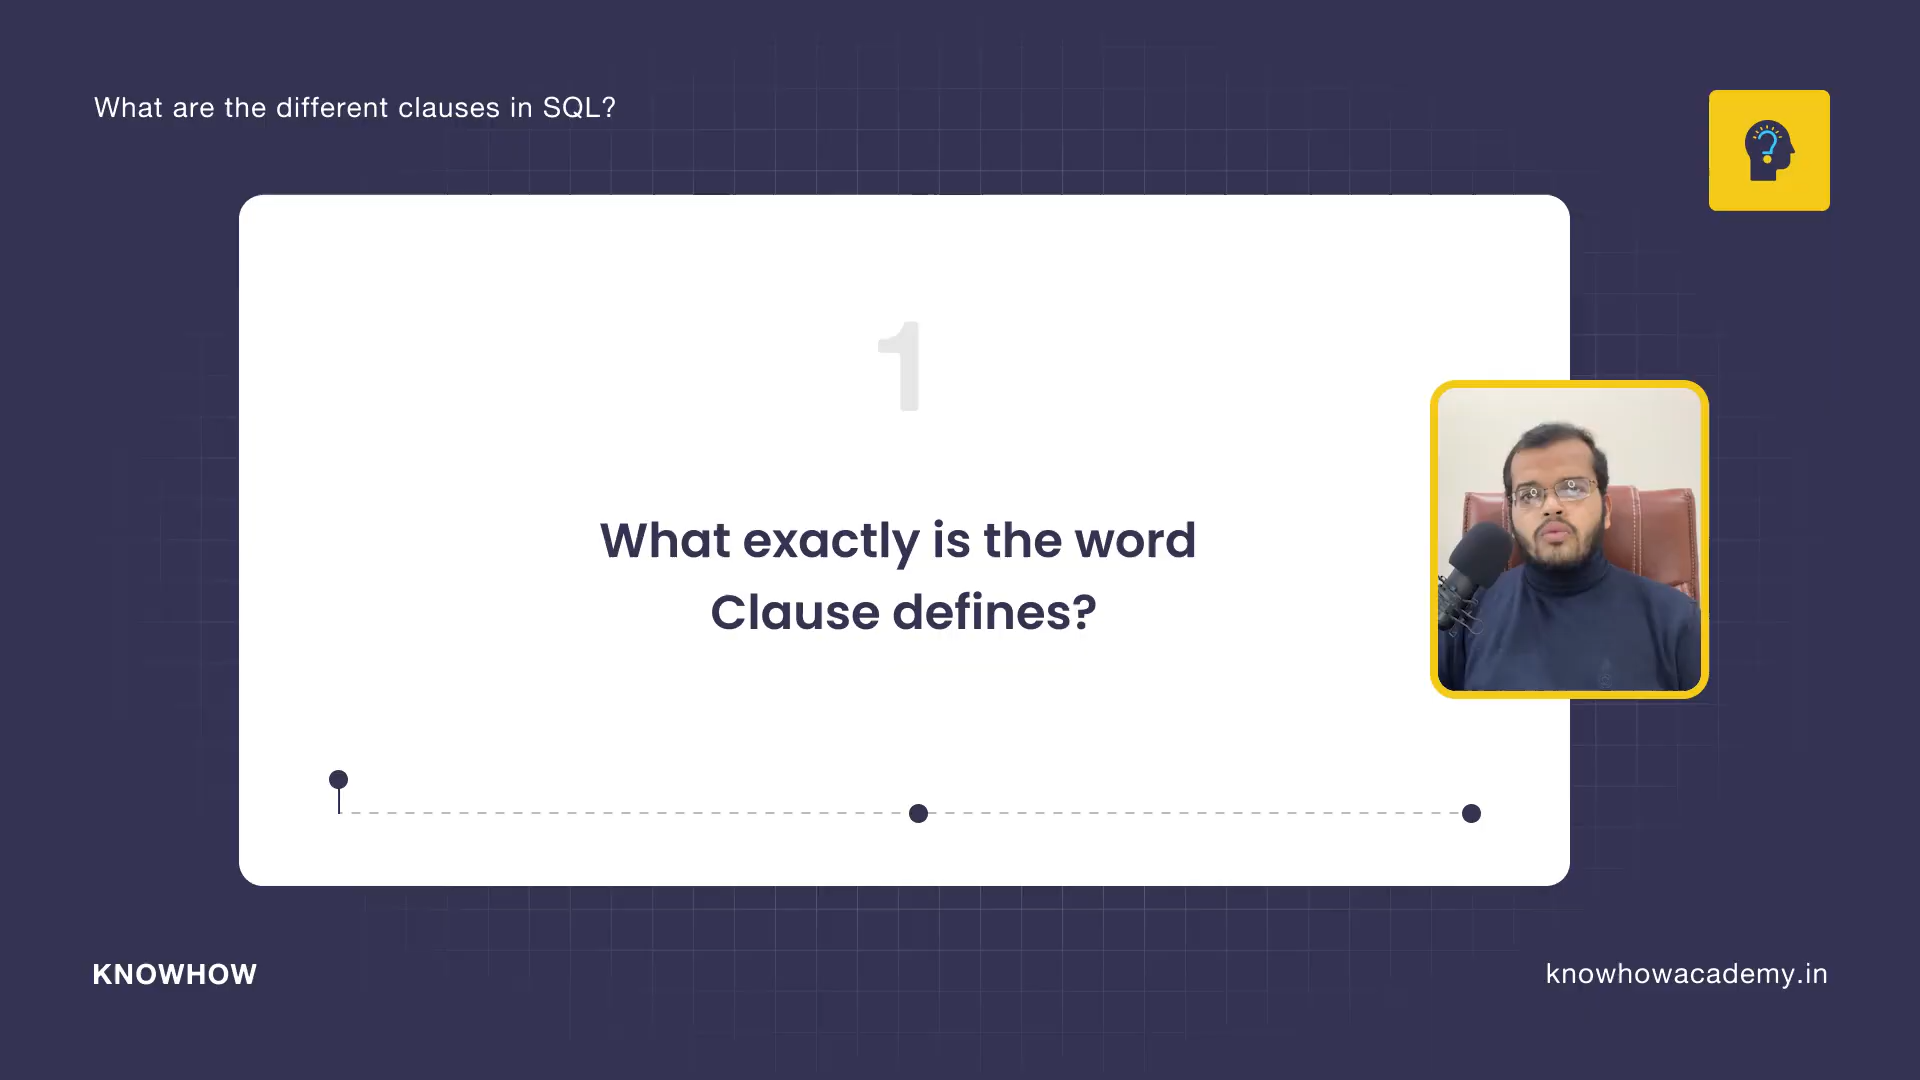 What are the different clauses in SQL?
1
What exactly is the word
Clause defines?
KNOWHOW
knowhowacademy.in